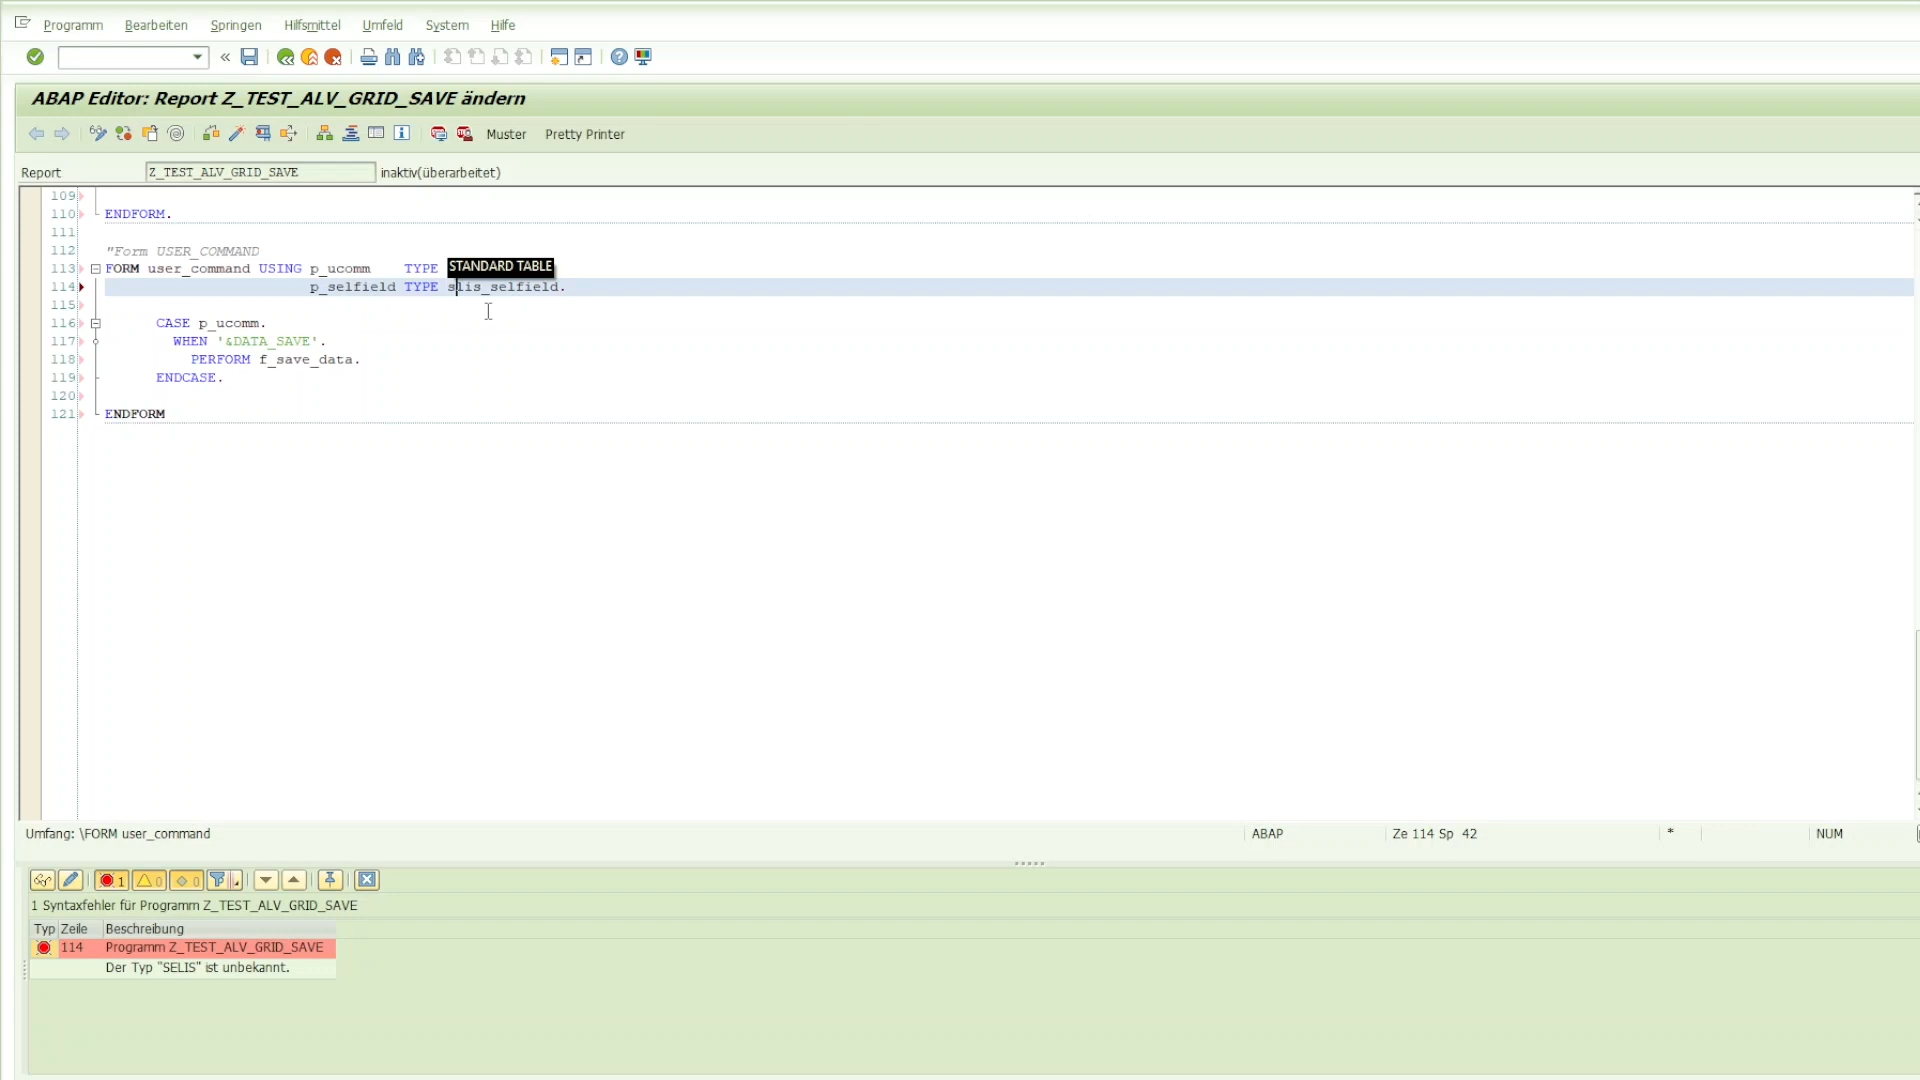 Programm Bearbeiten Springen Hilfsmittel Umfeld System Hilfe
ABAP Editor: Report Z_TEST_ALV_GRID_SAVE ändern
Muster Pretty Printer
Report Z_TEST_ALV_GRID_SAVE inaktiv(überarbeitet)
109
110 ENDFORM.
111
112 "Form USER_COMMAND
113 FORM user_command USING p_ucomm TYPE STANDARD TABLE
114 p_selfield TYPE slis_selfield.
115
116 CASE p_ucomm.
117 WHEN '&DATA_SAVE'.
118 PERFORM f_save_data.
119 ENDCASE.
120
121 ENDFORM
Umfang: \FORM user_command ABAP Ze 114 Sp 42 * NUM
1 0 0
1 Syntaxfehler für Programm Z_TEST_ALV_GRID_SAVE
Typ Zeile Beschreibung
114 Programm Z_TEST_ALV_GRID_SAVE
Der Typ "SELIS" ist unbekannt.